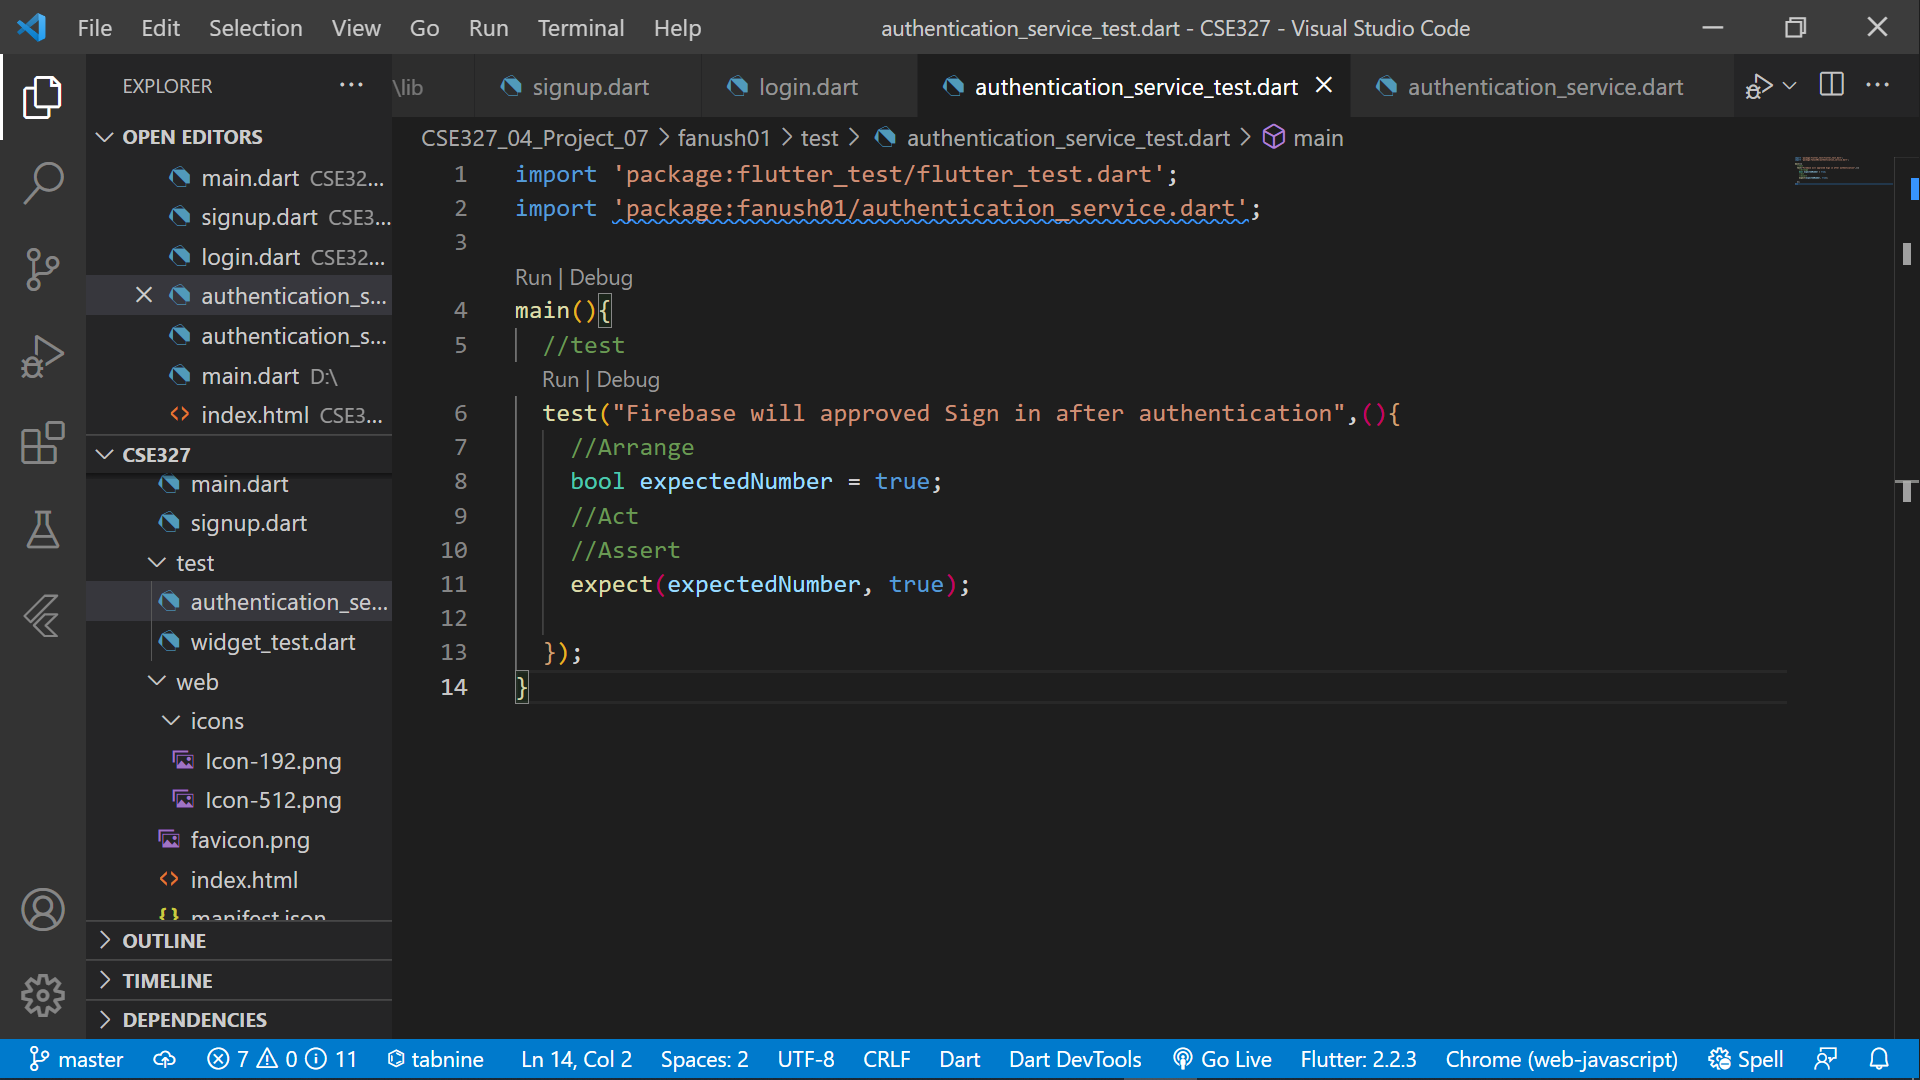 File Edit Selection View Go Run Terminal Help authentication_service_test.dart - CSE327 - Visual Studio Code
EXPLORER ···
\lib signup.dart login.dart authentication_service_test.dart authentication_service.dart
OPEN EDITORS
main.dart CSE32...
signup.dart CSE3...
login.dart CSE32...
authentication_s...
authentication_s...
main.dart D:\
index.html CSE3...
CSE327
main.dart
signup.dart
test
authentication_se...
widget_test.dart
web
icons
Icon-192.png
Icon-512.png
favicon.png
index.html
manifest.json
OUTLINE
TIMELINE
DEPENDENCIES
CSE327_04_Project_07 > fanush01 > test > authentication_service_test.dart > main
1 import 'package:flutter_test/flutter_test.dart';
2 import 'package:fanush01/authentication_service.dart';
3
Run | Debug
4 main(){
5 //test
Run | Debug
6 test("Firebase will approved Sign in after authentication",(){
7 //Arrange
8 bool expectedNumber = true;
9 //Act
10 //Assert
11 expect(expectedNumber, true);
12
13 });
14 }
master 7 0 11 tabnine Ln 14, Col 2 Spaces: 2 UTF-8 CRLF Dart Dart DevTools Go Live Flutter: 2.2.3 Chrome (web-javascript) Spell